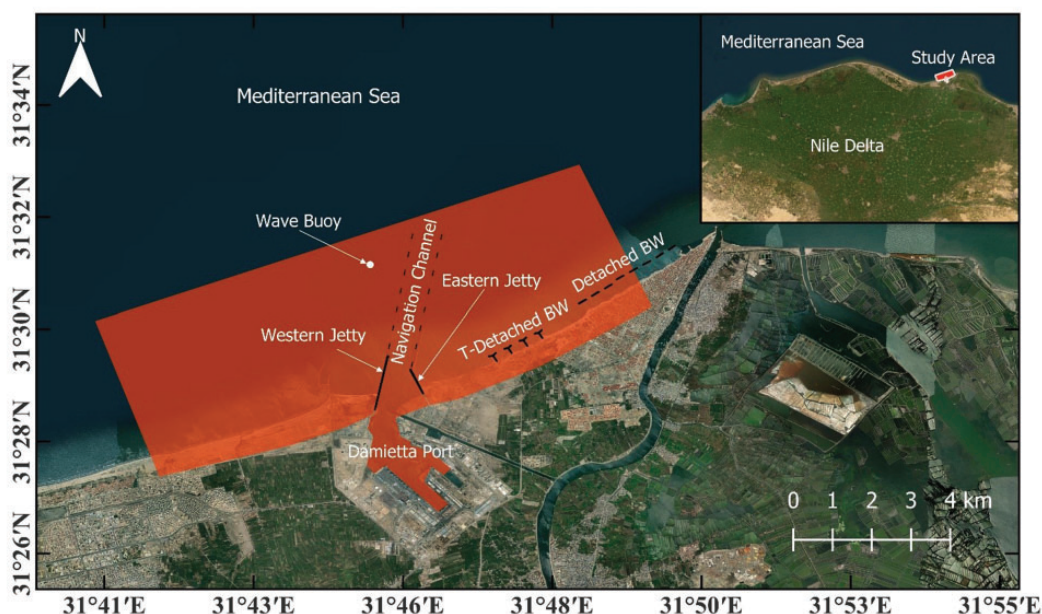 N
Mediterranean Sea
Mediterranean Sea
Study Area
Nile Delta
Wave Buoy
Navigation Channel
Eastern Jetty
Western Jetty
T-Detached BW
Detached BW
Damietta Port
0 1 2 3 4 km
31°34′N
31°32′N
31°30′N
31°28′N
31°26′N
31°41′E 31°43′E 31°46′E 31°48′E 31°50′E 31°53′E 31°55′E